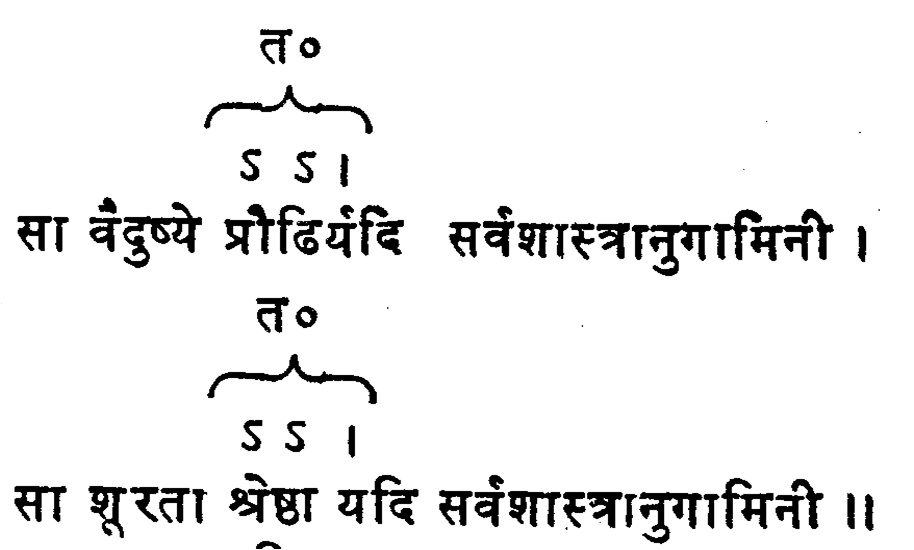 त०
ऽ ऽ ।
सा वैदुष्ये प्रौढिर्यदि सर्वशास्त्रानुगामिनी ।
त०
ऽ ऽ ।
सा शूरता श्रेष्ठा यदि सर्वशास्त्रानुगामिनी ॥